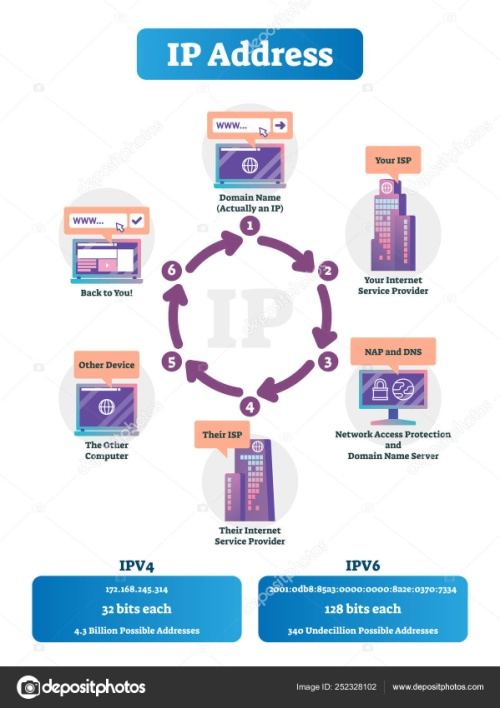 IP Address
WWW...
Domain Name
(Actually an IP)
1
Your ISP
Your Internet
Service Provider
2
NAP and DNS
Network Access Protection
and
Domain Name Server
3
Their ISP
Their Internet
Service Provider
4
Other Device
The Other
Computer
5
WWW...
Back to You!
6
IP
IPV4
172.168.245.314
32 bits each
4.3 Billion Possible Addresses
IPV6
2001:0db8:85a3:0000:0000:8a2e:0370:7334
128 bits each
340 Undecillion Possible Addresses
depositphotos
Image ID: 252328102
www.depositphotos.com